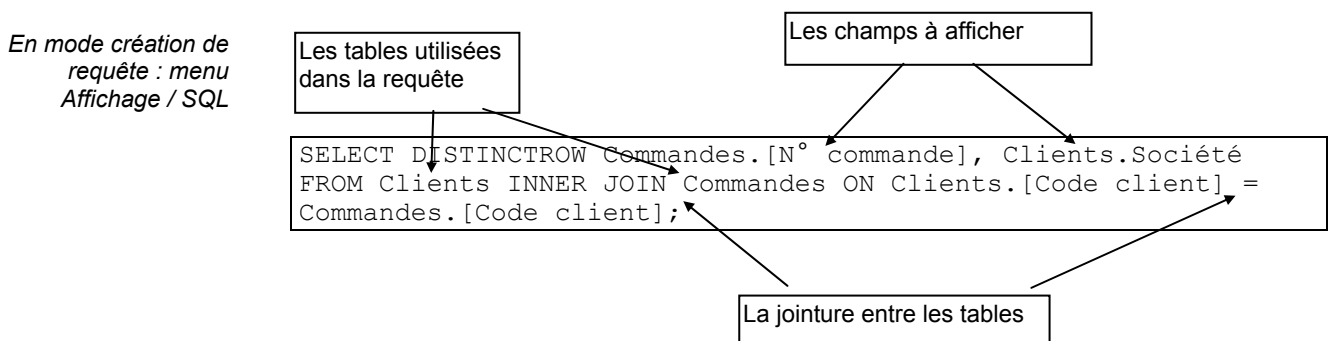 En mode création de
requête : menu
Affichage / SQL
Les tables utilisées
dans la requête
Les champs à afficher
SELECT DISTINCTROW Commandes.[N° commande], Clients.Société
FROM Clients INNER JOIN Commandes ON Clients.[Code client] =
Commandes.[Code client];
La jointure entre les tables